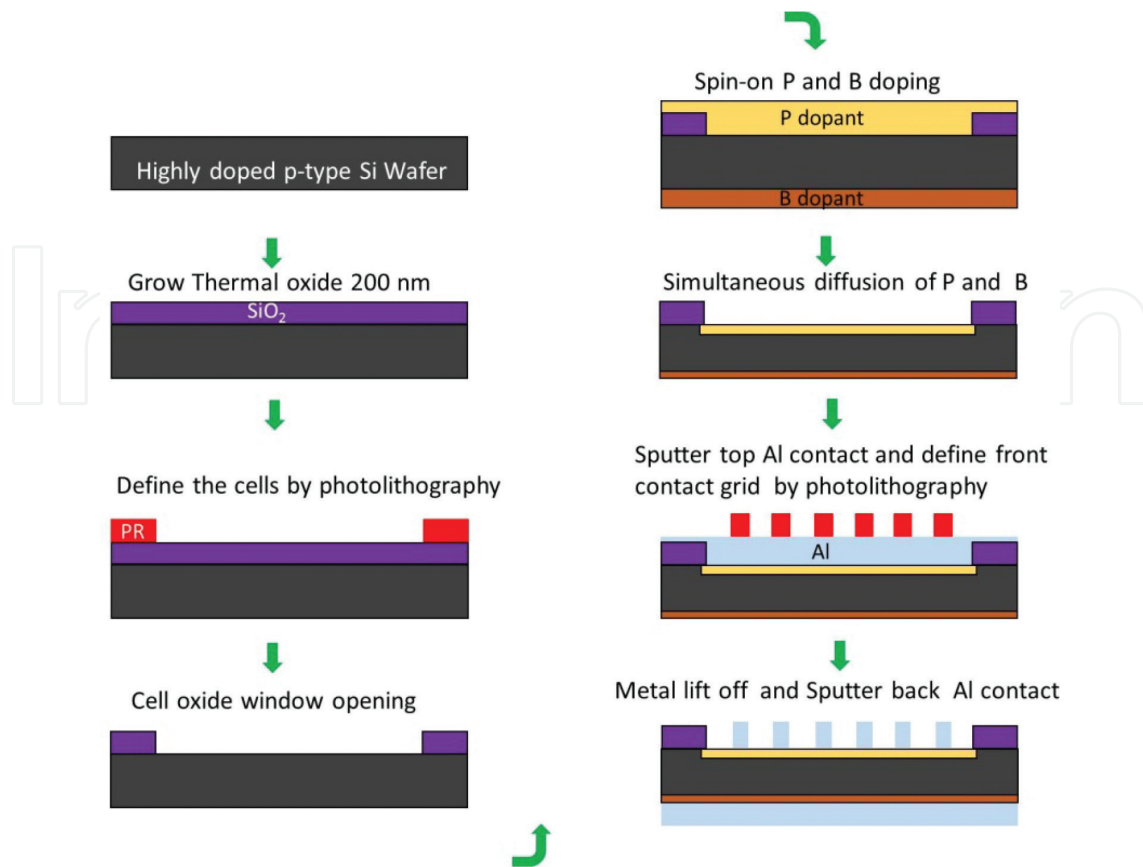 Highly doped p-type Si Wafer
Grow Thermal oxide 200 nm
SiO₂
Define the cells by photolithography
PR
Cell oxide window opening
Spin-on P and B doping
P dopant
B dopant
Simultaneous diffusion of P and B
Sputter top Al contact and define front
contact grid by photolithography
Al
Metal lift off and Sputter back Al contact